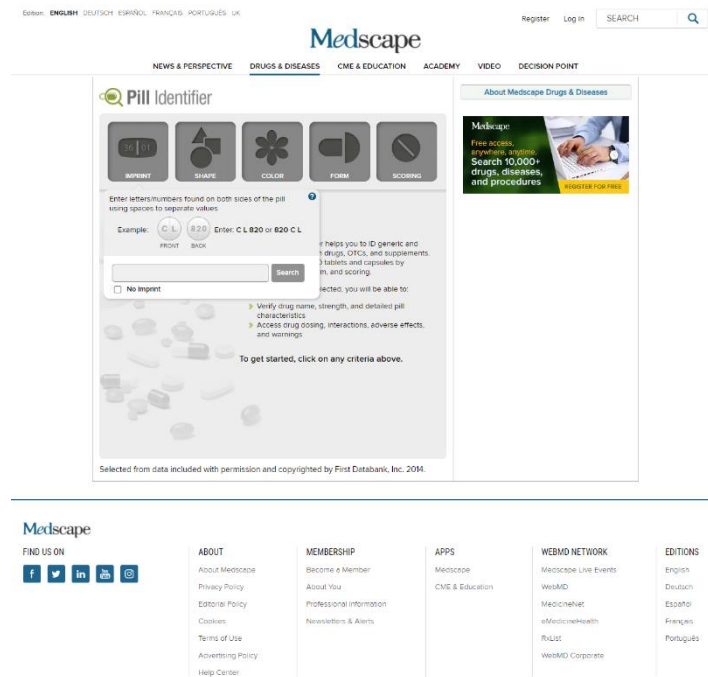 Edition: ENGLISH DEUTSCH ESPAÑOL FRANÇAIS PORTUGUÊS UK
Register Log In SEARCH
Medscape
NEWS & PERSPECTIVE DRUGS & DISEASES CME & EDUCATION ACADEMY VIDEO DECISION POINT
Pill Identifier
About Medscape Drugs & Diseases
36 01
IMPRINT SHAPE COLOR FORM SCORING
Medscape
Free access,
anywhere, anytime.
Search 10,000+
drugs, diseases,
and procedures
REGISTER FOR FREE
Enter letters/numbers found on both sides of the pill
using spaces to separate values
Example: C L 820 Enter: C L 820 or 820 C L
FRONT BACK
Search
No Imprint
r helps you to ID generic and
drugs, OTCs, and supplements.
tablets and capsules by
m, and scoring.
lected, you will be able to:
Verify drug name, strength, and detailed pill
characteristics
Access drug dosing, interactions, adverse effects,
and warnings
To get started, click on any criteria above.
Selected from data included with permission and copyrighted by First Databank, Inc. 2014.
Medscape
FIND US ON
ABOUT
About Medscape
Privacy Policy
Editorial Policy
Cookies
Terms of Use
Advertising Policy
Help Center
MEMBERSHIP
Become a Member
About You
Professional Information
Newsletters & Alerts
APPS
Medscape
CME & Education
WEBMD NETWORK
Medscape Live Events
WebMD
MedicineNet
eMedicineHealth
RxList
WebMD Corporate
EDITIONS
English
Deutsch
Español
Français
Português